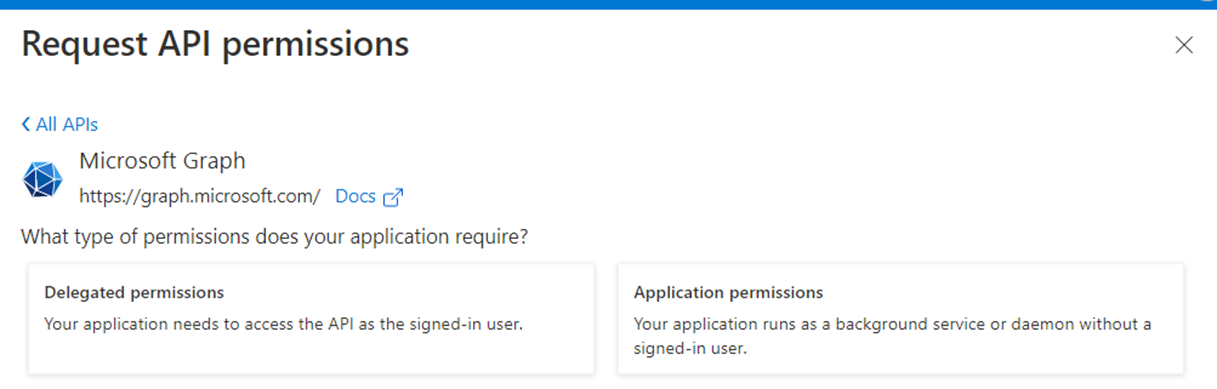 Request API permissions
All APIs
Microsoft Graph
https://graph.microsoft.com/ Docs
What type of permissions does your application require?
Delegated permissions
Your application needs to access the API as the signed-in user.
Application permissions
Your application runs as a background service or daemon without a
signed-in user.